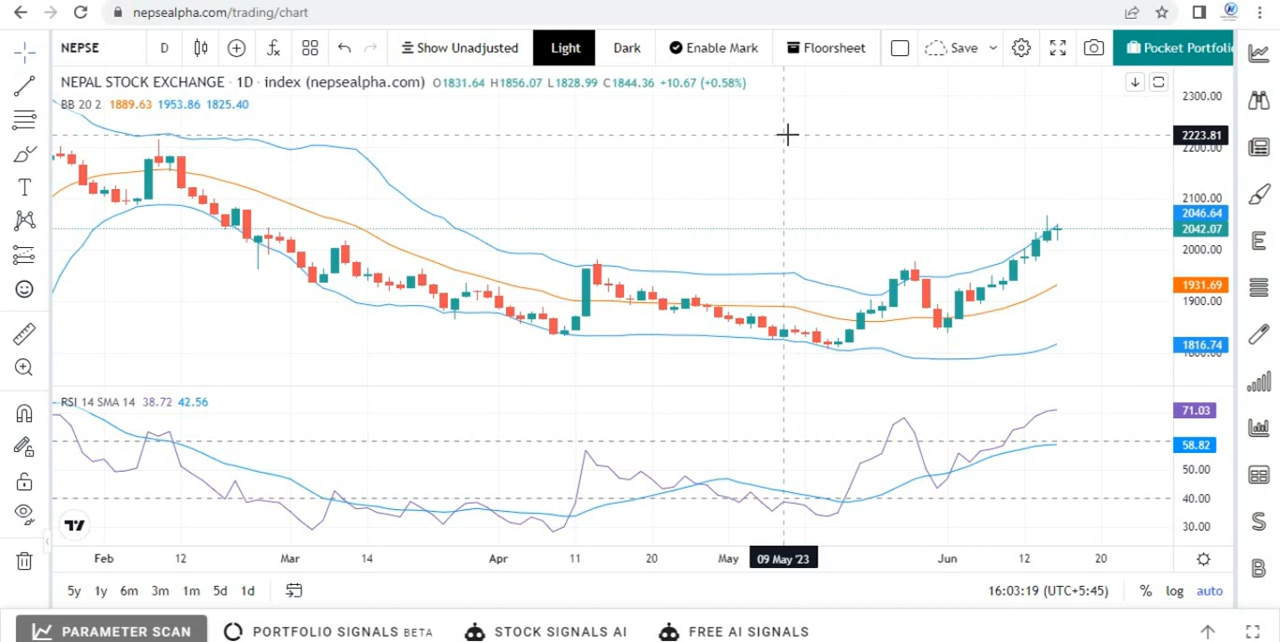 nepsealpha.com/trading/chart
NEPSE D Show Unadjusted Light Dark Enable Mark Floorsheet Save Pocket Portfoli
NEPAL STOCK EXCHANGE · 1D · index (nepsealpha.com) O1831.64 H1856.07 L1828.99 C1844.36 +10.67 (+0.58%)
BB 20 2 1889.63 1953.86 1825.40
2300.00
2223.81
2200.00
2100.00
2046.64
2042.07
2000.00
1931.69
1900.00
1816.74
1800.00
RSI 14 SMA 14 38.72 42.56
71.03
58.82
50.00
40.00
30.00
Feb 12 Mar 14 Apr 11 20 May 09 May '23 Jun 12 20
5y 1y 6m 3m 1m 5d 1d 16:03:19 (UTC+5:45) % log auto
PARAMETER SCAN PORTFOLIO SIGNALS BETA STOCK SIGNALS AI FREE AI SIGNALS
T
E
S
B